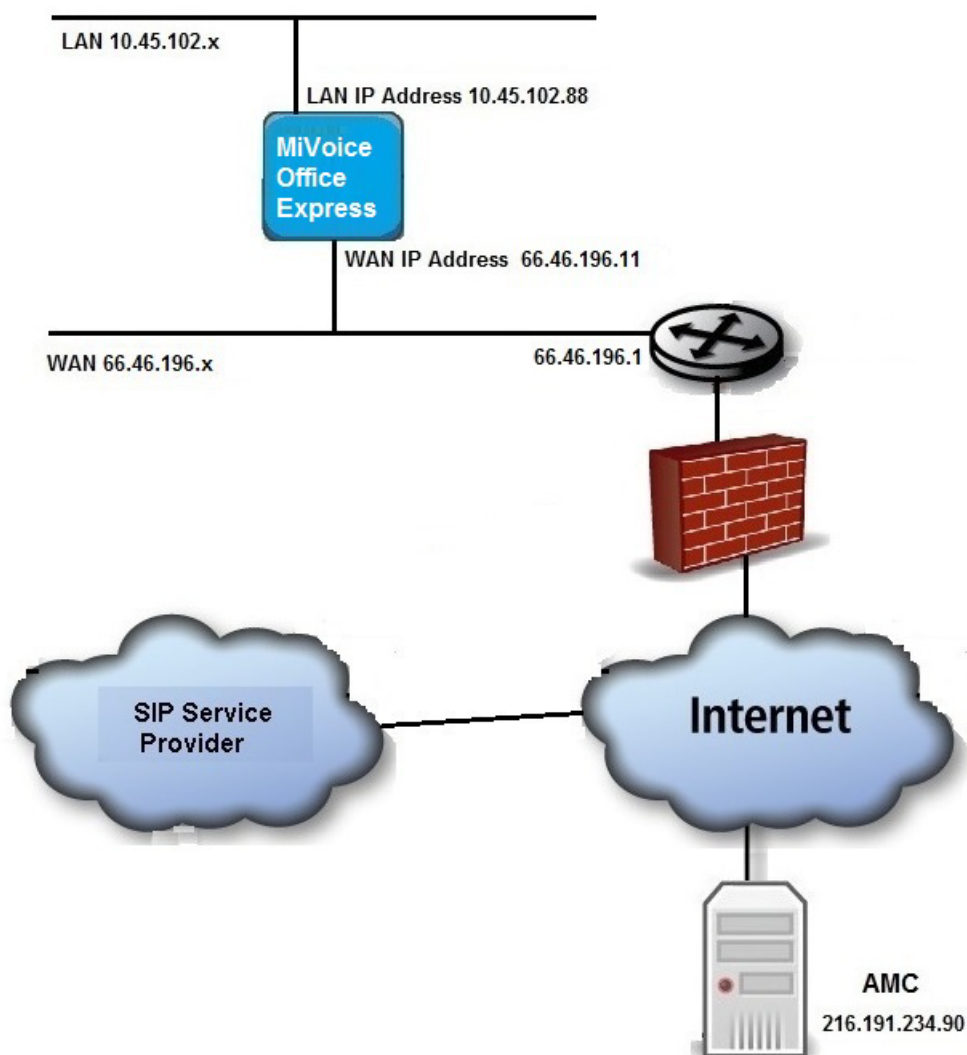 LAN 10.45.102.x
LAN IP Address 10.45.102.88
MiVoice
Office
Express
WAN IP Address 66.46.196.11
WAN 66.46.196.x
66.46.196.1
SIP Service
Provider
Internet
AMC
216.191.234.90